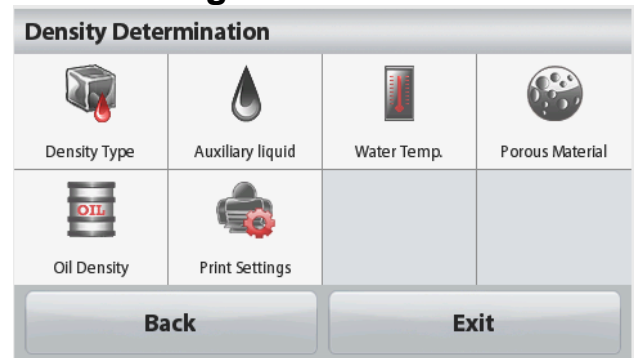 Density Determination
Density Type Auxiliary liquid Water Temp. Porous Material
OIL
Oil Density Print Settings
Back Exit